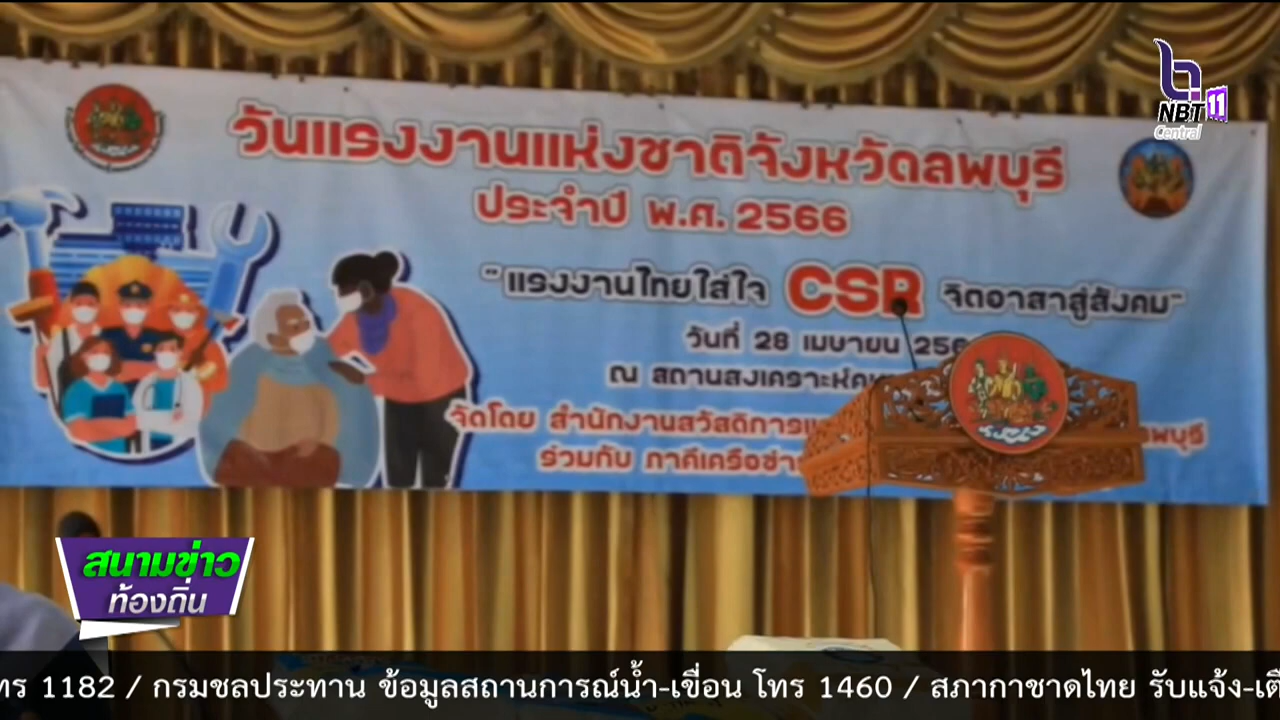 NBT 11
Central
วันแรงงานแห่งชาติจังหวัดลพบุรี
ประจำปี พ.ศ. 2566
"แรงงานไทยใส่ใจ CSR จิตอาสาสู่สังคม"
วันที่ 28 เมษายน 256
ณ สถานสงเคราะห์
จัดโดย สำนักงานสวัสดิการ
ร่วมกับ ภาคีเครือข่าย
สนามข่าว
ท้องถิ่น
ทร 1182 / กรมชลประทาน ข้อมูลสถานการณ์น้ำ-เขื่อน โทร 1460 / สภากาชาดไทย รับแจ้ง-เตื